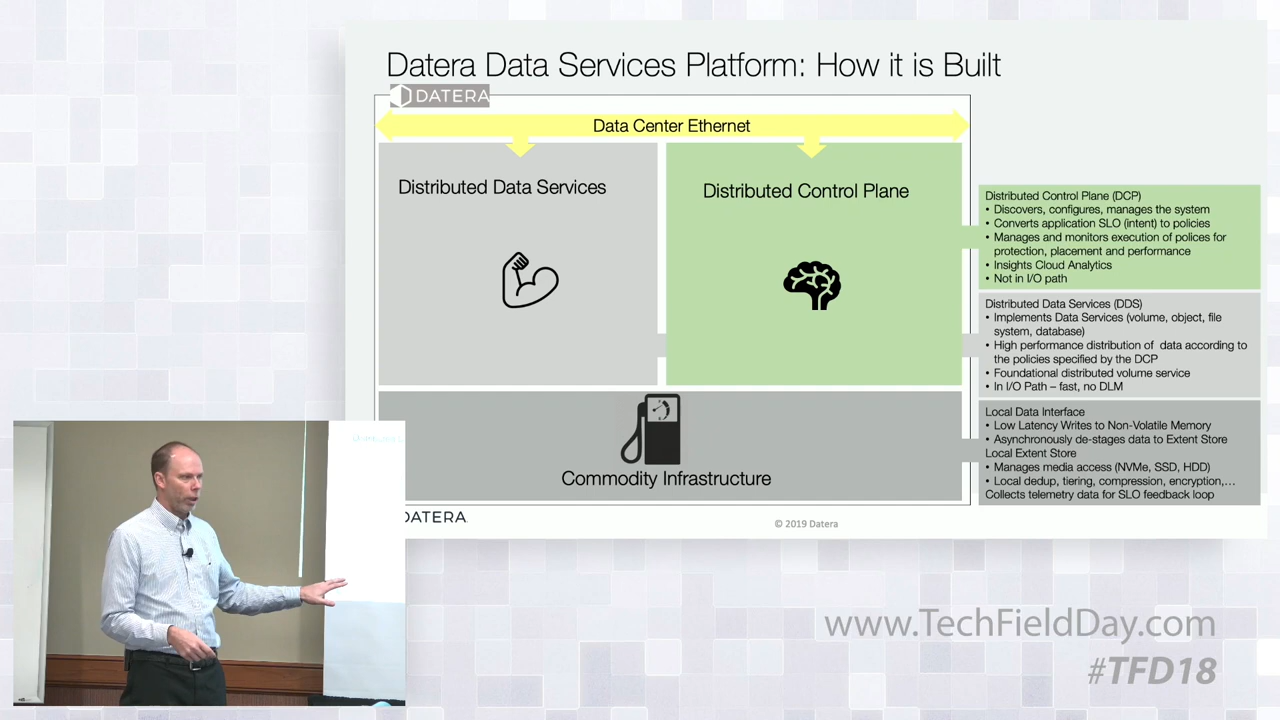 Datera Data Services Platform: How it is Built
DATERA
Data Center Ethernet
Distributed Data Services
Distributed Control Plane
Commodity Infrastructure
Distributed Control Plane (DCP)
• Discovers, configures, manages the system
• Converts application SLO (intent) to policies
• Manages and monitors execution of polices for
protection, placement and performance
• Insights Cloud Analytics
• Not in I/O path
Distributed Data Services (DDS)
• Implements Data Services (volume, object, file
system, database)
• High performance distribution of data according to
the policies specified by the DCP
• Foundational distributed volume service
• In I/O Path – fast, no DLM
Local Data Interface
• Low Latency Writes to Non-Volatile Memory
• Asynchronously de-stages data to Extent Store
Local Extent Store
• Manages media access (NVMe, SSD, HDD)
• Local dedup, tiering, compression, encryption,...
Collects telemetry data for SLO feedback loop
DATERA
© 2019 Datera
www.TechFieldDay.com
#TFD18